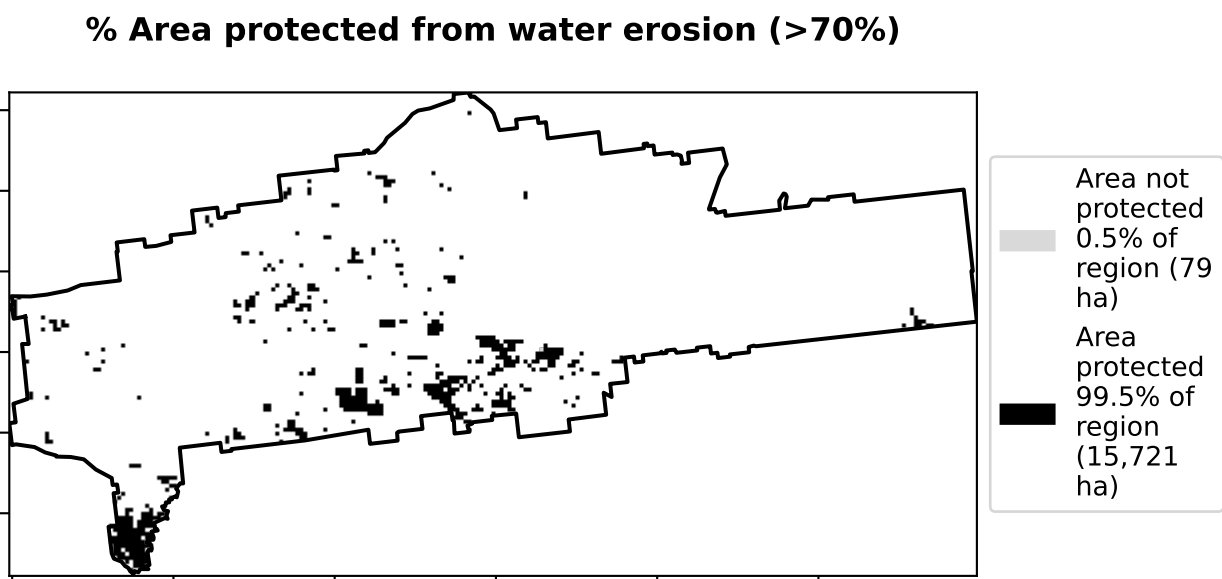 % Area protected from water erosion (>70%)
Area not
protected
0.5% of
region (79
ha)
Area
protected
99.5% of
region
(15,721
ha)